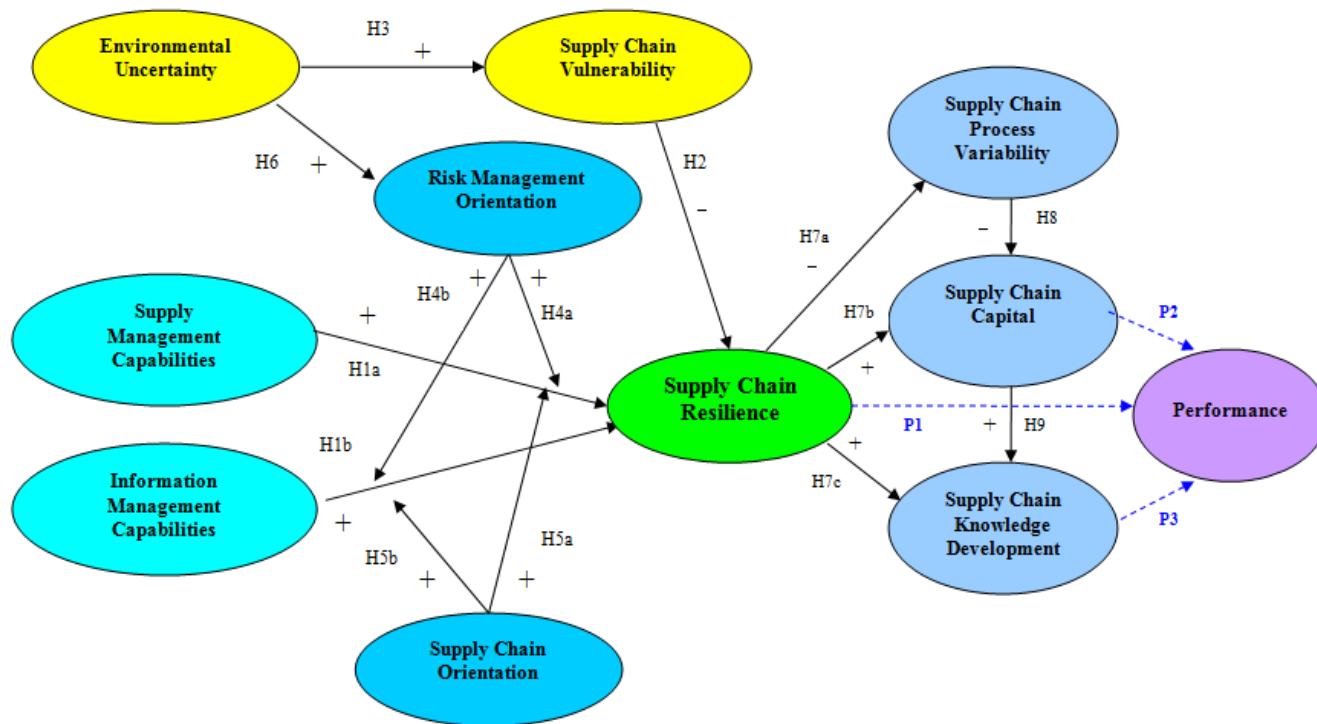 Environmental
Uncertainty
H3
+
Supply Chain
Vulnerability
H6
+
Risk Management
Orientation
H2
-
Supply Chain
Process
Variability
H7a
-
H8
-
Supply
Management
Capabilities
+
H1a
H4b
+
+
H4a
Supply Chain
Capital
H7b
+
P2
Supply Chain
Resilience
P1
Performance
+
H9
Information
Management
Capabilities
H1b
+
+
H7c
Supply Chain
Knowledge
Development
P3
H5b
+
H5a
+
Supply Chain
Orientation